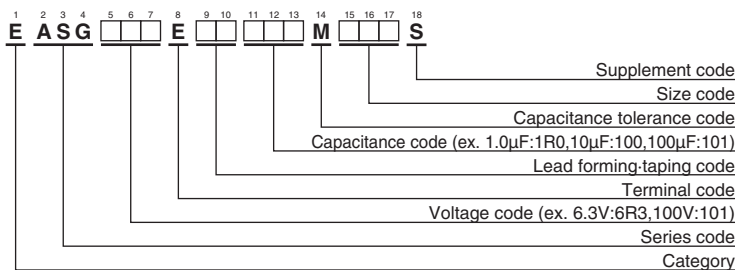 1 2 3 4 5 6 7 8 9 10 11 12 13 14 15 16 17 18
E ASG E M S
Supplement code
Size code
Capacitance tolerance code
Capacitance code (ex. 1.0μF:1R0,10μF:100,100μF:101)
Lead forming·taping code
Terminal code
Voltage code (ex. 6.3V:6R3,100V:101)
Series code
Category